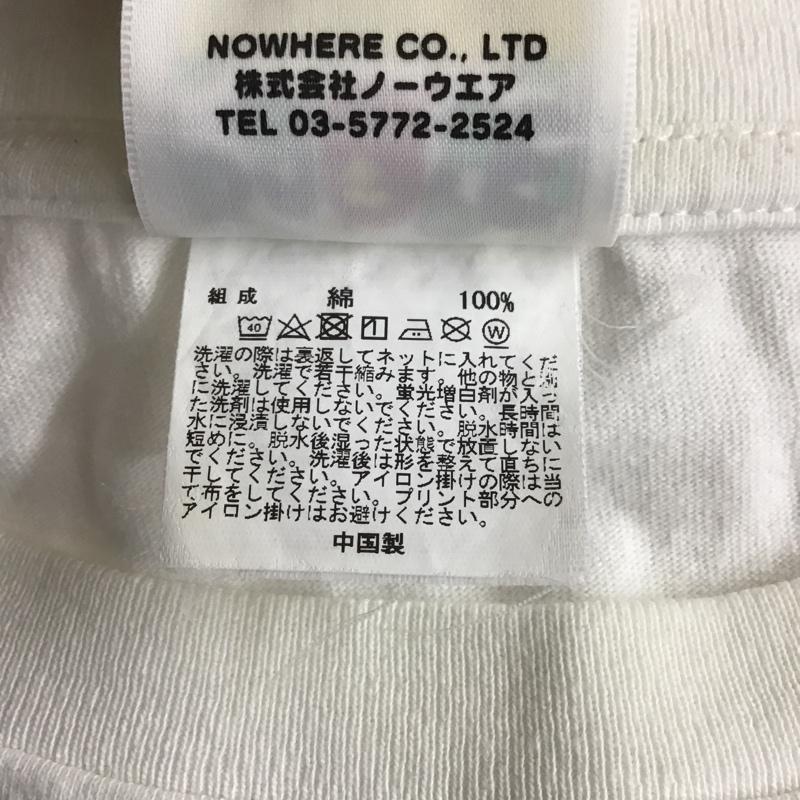 NOWHERE CO., LTD
株式会社ノーウエア
TEL 03-5772-2524
組成 綿 100%
40 W
洗濯の際は裏返してネットに入れてくだ
さい。洗濯で若干縮みます。他の物と別
に洗濯してください。蛍光増白剤が入っ
た洗剤は使用しないでください。長時間
水に浸漬しないでください。脱水時間は
短めに。脱水後湿った状態で放置しない
でください。洗濯後は形を整えて直ちに
干してください。アイロン掛けの際は当
て布をしてください。プリント部分へ
アイロン掛けはお避けください。
中国製